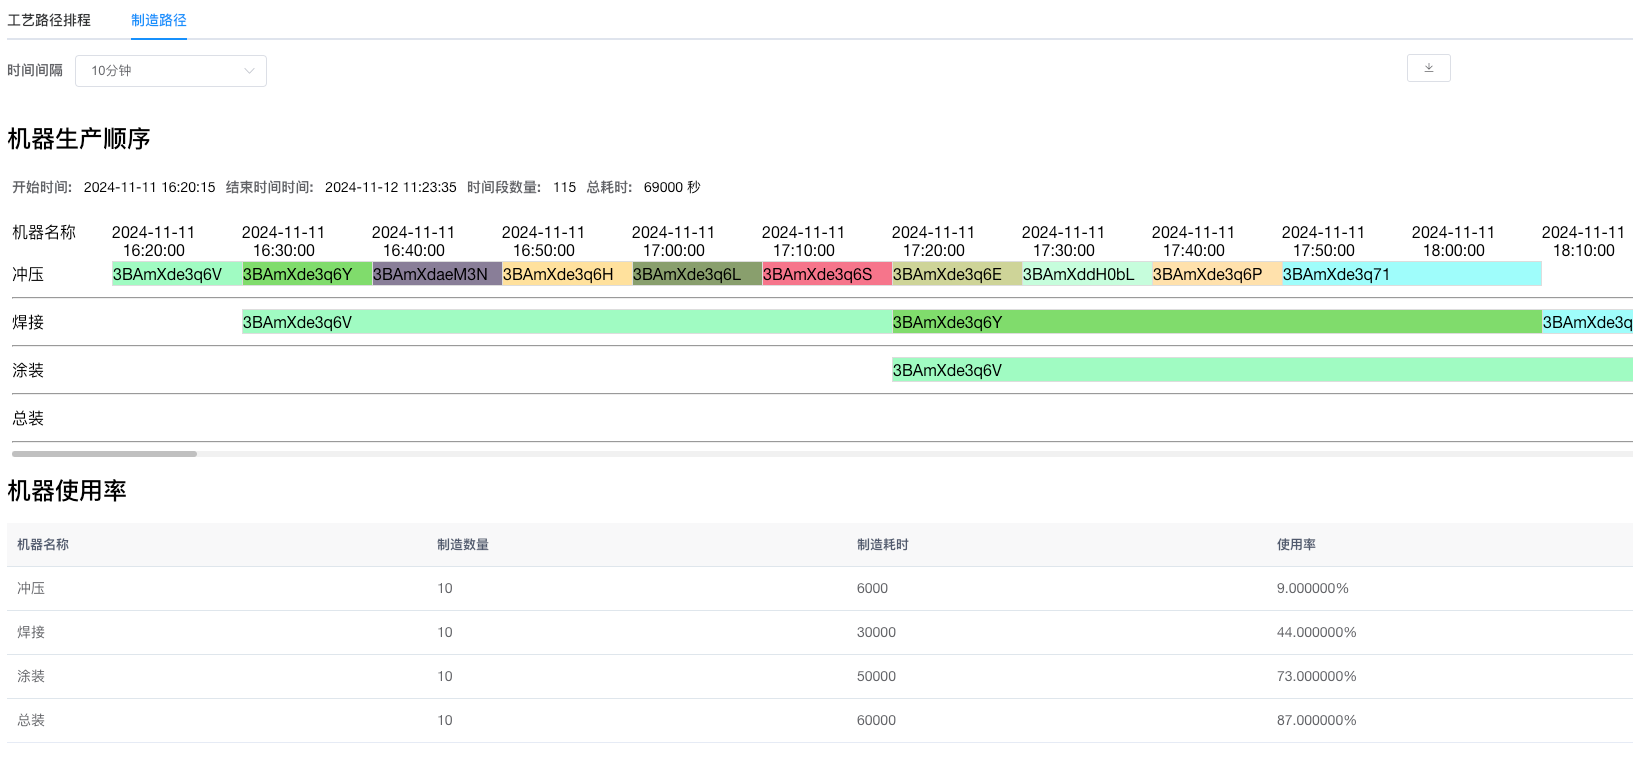 工艺路径排程 制造路径
时间间隔 10分钟
机器生产顺序
开始时间: 2024-11-11 16:20:15 结束时间时间: 2024-11-12 11:23:35 时间段数量: 115 总耗时: 69000 秒
机器名称 2024-11-11 2024-11-11 2024-11-11 2024-11-11 2024-11-11 2024-11-11 2024-11-11 2024-11-11 2024-11-11 2024-11-11 2024-11-11 2024-11-11
16:20:00 16:30:00 16:40:00 16:50:00 17:00:00 17:10:00 17:20:00 17:30:00 17:40:00 17:50:00 18:00:00 18:10:00
冲压 3BAmXde3q6V 3BAmXde3q6Y 3BAmXdaeM3N 3BAmXde3q6H 3BAmXde3q6L 3BAmXde3q6S 3BAmXde3q6E 3BAmXddH0bL 3BAmXde3q6P 3BAmXde3q71
焊接 3BAmXde3q6V 3BAmXde3q6Y 3BAmXde3q
涂装 3BAmXde3q6V
总装
机器使用率
机器名称 制造数量 制造耗时 使用率
冲压 10 6000 9.000000%
焊接 10 30000 44.000000%
涂装 10 50000 73.000000%
总装 10 60000 87.000000%